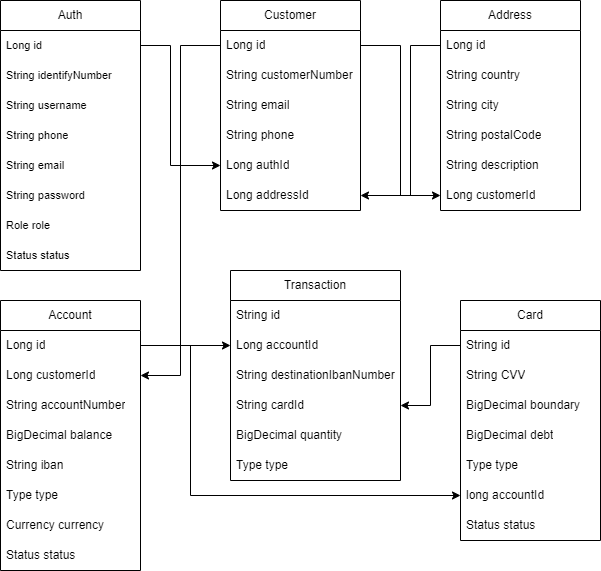 Auth
Long id
String identifyNumber
String username
String phone
String email
String password
Role role
Status status
Customer
Long id
String customerNumber
String email
String phone
Long authId
Long addressId
Address
Long id
String country
String city
String postalCode
String description
Long customerId
Account
Long id
Long customerId
String accountNumber
BigDecimal balance
String iban
Type type
Currency currency
Status status
Transaction
String id
Long accountId
String destinationIbanNumber
String cardId
BigDecimal quantity
Type type
Card
String id
String CVV
BigDecimal boundary
BigDecimal debt
Type type
long accountId
Status status